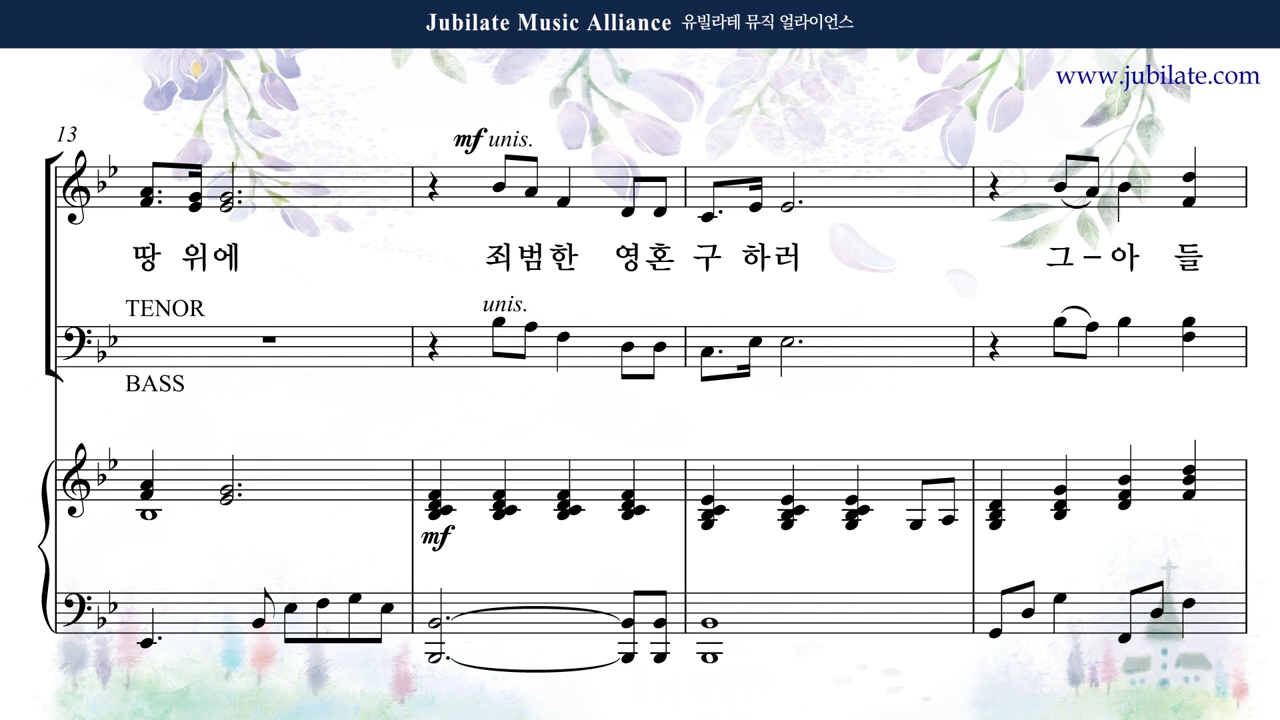 Jubilate Music Alliance 유빌라테 뮤직 얼라이언스
www.jubilate.com
13
mf unis.
땅 위에 죄범한 영혼 구 하러 그-아 들
TENOR
unis.
BASS
mf